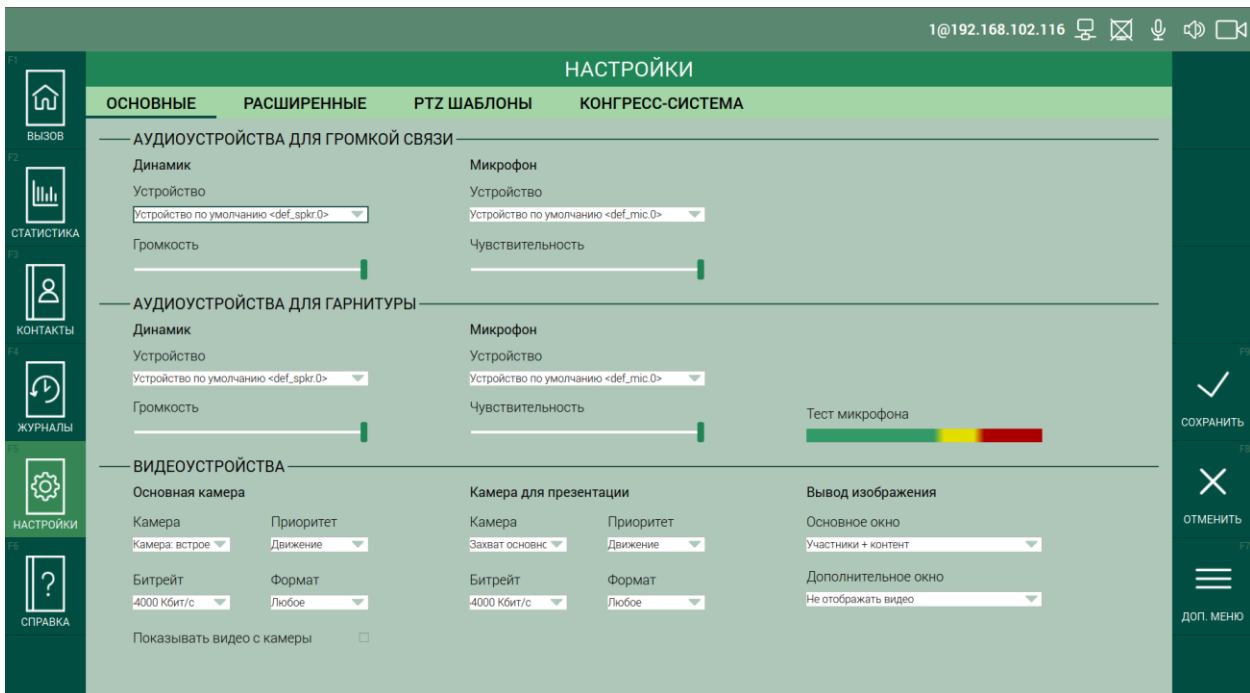 1@192.168.102.116
НАСТРОЙКИ
ОСНОВНЫЕ РАСШИРЕННЫЕ PTZ ШАБЛОНЫ КОНГРЕСС-СИСТЕМА
F1
ВЫЗОВ
F2
СТАТИСТИКА
F3
КОНТАКТЫ
F4
ЖУРНАЛЫ
F5
НАСТРОЙКИ
F6
СПРАВКА
АУДИОУСТРОЙСТВА ДЛЯ ГРОМКОЙ СВЯЗИ
Динамик Микрофон
Устройство Устройство
Устройство по умолчанию <def_spkr.0> Устройство по умолчанию <def_mic.0>
Громкость Чувствительность
АУДИОУСТРОЙСТВА ДЛЯ ГАРНИТУРЫ
Динамик Микрофон
Устройство Устройство
Устройство по умолчанию <def_spkr.0> Устройство по умолчанию <def_mic.0>
Громкость Чувствительность Тест микрофона
ВИДЕОУСТРОЙСТВА
Основная камера Камера для презентации Вывод изображения
Камера Приоритет Камера Приоритет Основное окно
Камера: встрое Движение Захват основнс Движение Участники + контент
Битрейт Формат Битрейт Формат Дополнительное окно
4000 Кбит/с Любое 4000 Кбит/с Любое Не отображать видео
Показывать видео с камеры
F9
СОХРАНИТЬ
F8
ОТМЕНИТЬ
F7
ДОП. МЕНЮ